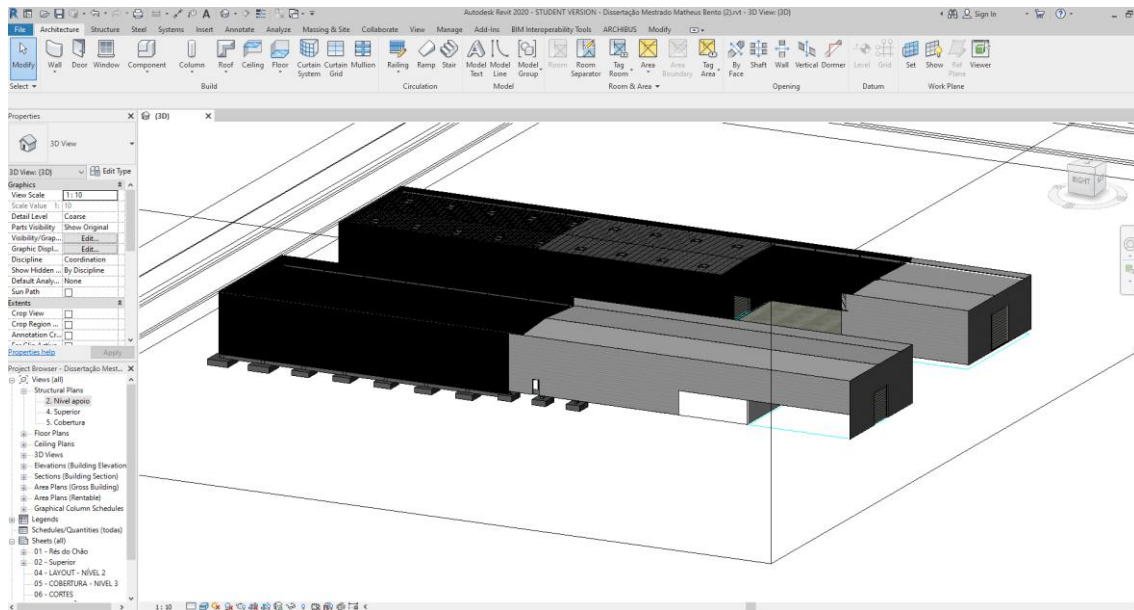 Autodesk Revit 2020 - STUDENT VERSION - Dissertação Mestrado Matheus Bento (2).rvt - 3D View: {3D}
Sign In
File Architecture Structure Steel Systems Insert Annotate Analyze Massing & Site Collaborate View Manage Add-Ins BIM Interoperability Tools ARCHIBUS Modify
Modify Wall Door Window Component Column Roof Ceiling Floor Curtain System Curtain Grid Mullion Railing Ramp Stair Model Text Model Line Model Group Room Room Separator Tag Room Area Area Boundary Tag Area By Face Shaft Wall Vertical Dormer Level Grid Set Show Ref Plane Viewer
Select Build Circulation Model Room & Area Opening Datum Work Plane
Properties
{3D}
3D View
3D View: {3D} Edit Type
Graphics
View Scale 1 : 10
Scale Value 1: 10
Detail Level Coarse
Parts Visibility Show Original
Visibility/Grap... Edit...
Graphic Displ... Edit...
Discipline Coordination
Show Hidden ... By Discipline
Default Analy... None
Sun Path
Extents
Crop View
Crop Region ...
Annotation Cr...
Properties help Apply
Project Browser - Dissertação Mest...
Views (all)
Structural Plans
2. Nível apoio
4. Superior
5. Cobertura
Floor Plans
Ceiling Plans
3D Views
Elevations (Building Elevation
Sections (Building Section)
Area Plans (Gross Building)
Area Plans (Rentable)
Graphical Column Schedules
Legends
Schedules/Quantities (todas)
Sheets (all)
01 - Rés do Chão
02 - Superior
04 - LAYOUT - NÍVEL 2
05 - COBERTURA - NÍVEL 3
06 - CORTES
1 : 10
RIGHT